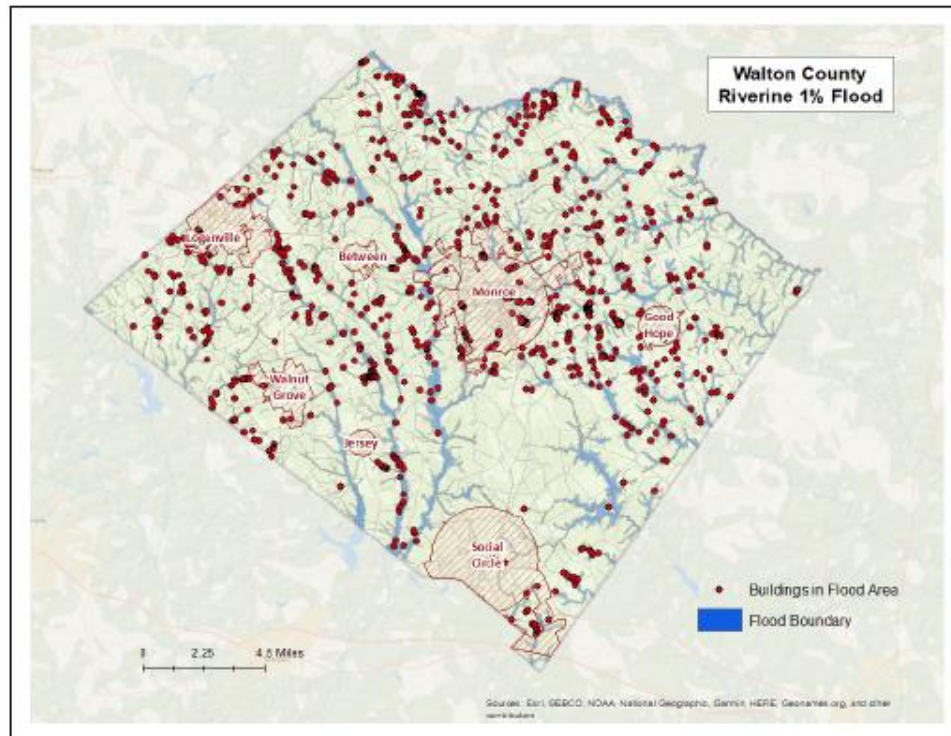 Walton County
Riverine 1% Flood
Loganville
Between
Monroe
Good
Hope
Walnut
Grove
Jersey
Social
Circle
Buildings in Flood Area
Flood Boundary
0 2.25 4.5 Miles
Sources: Esri, GEBCO, NOAA, National Geographic, Garmin, HERE, Geonames.org, and other
contributors